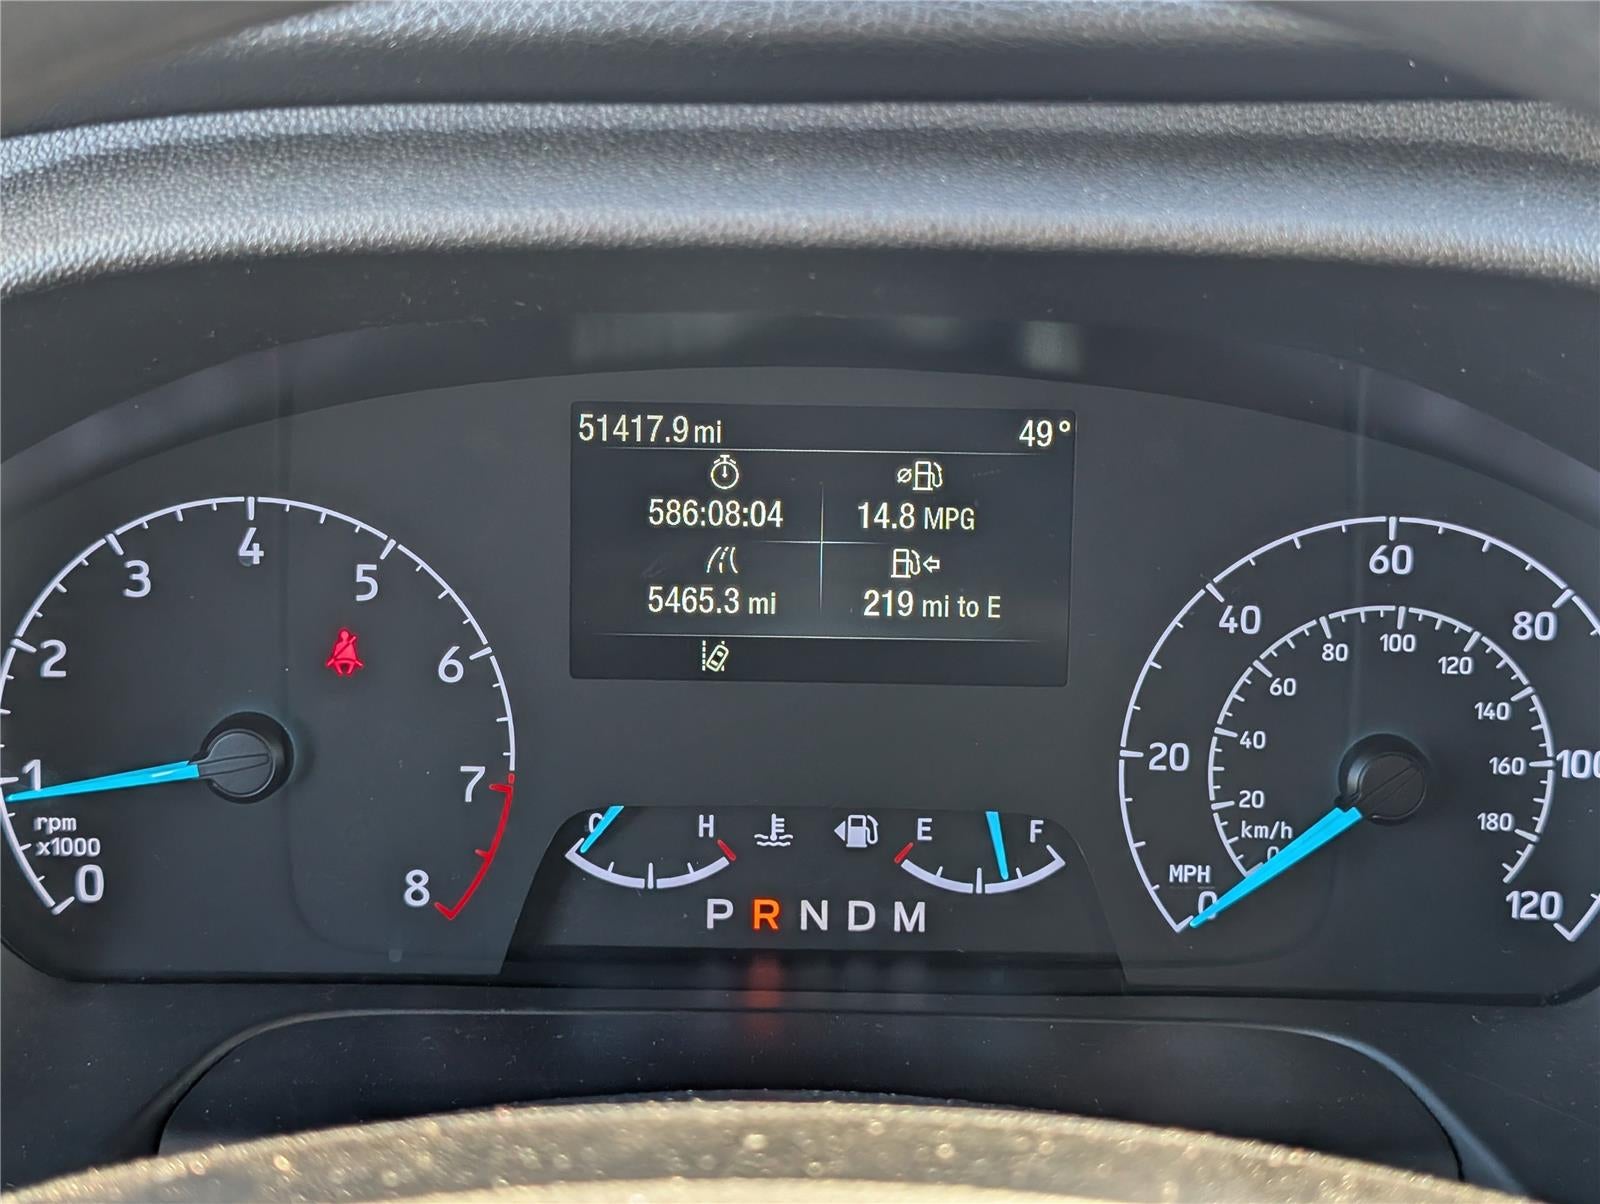 51417.9 mi 49°
586:08:04 14.8 MPG
5465.3 mi 219 mi to E
0 1 2 3 4 5 6 7 8
rpm
x1000
C H E F
P R N D M
0 20 40 60 80 100 120
MPH
0 20 40 60 80 100 120 140 160 180
km/h